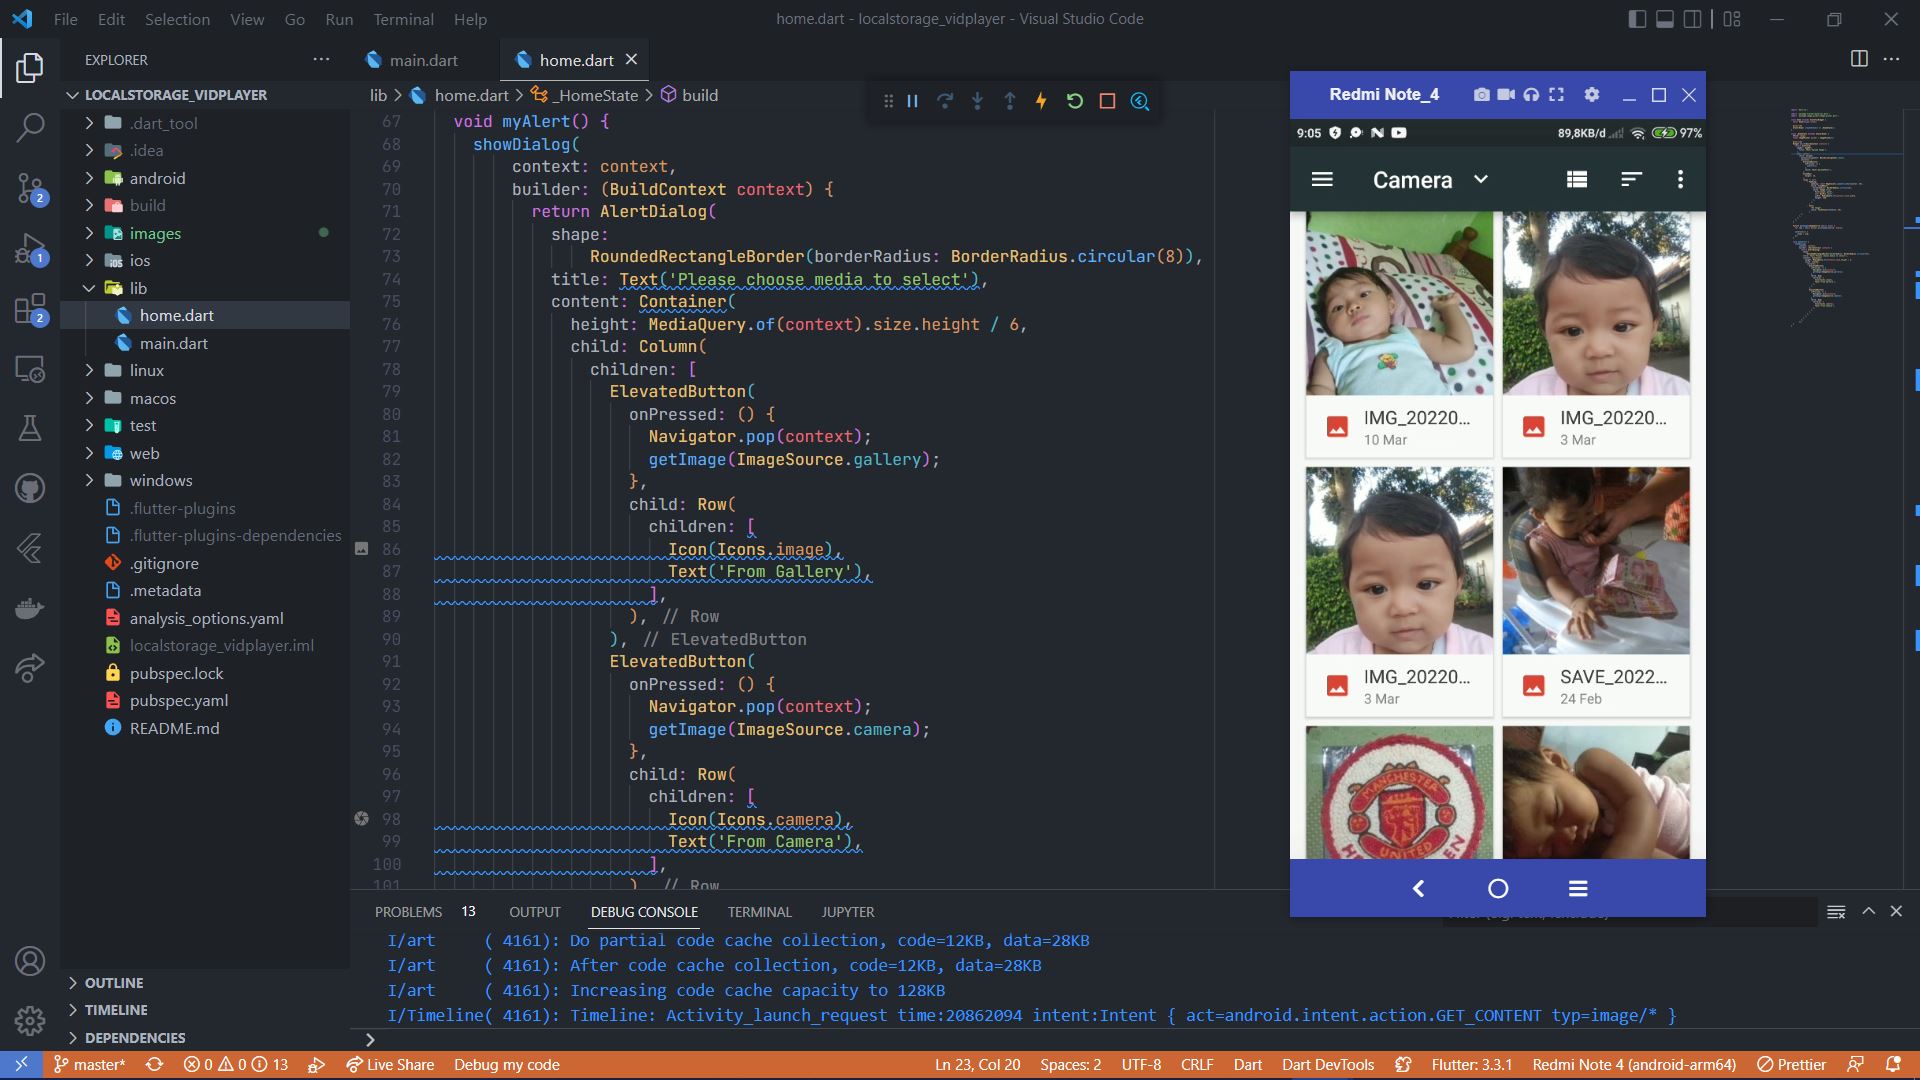 File Edit Selection View Go Run Terminal Help
home.dart - localstorage_vidplayer - Visual Studio Code
EXPLORER
LOCALSTORAGE_VIDPLAYER
.dart_tool
.idea
android
build
images
ios
lib
home.dart
main.dart
linux
macos
test
web
windows
.flutter-plugins
.flutter-plugins-dependencies
.gitignore
.metadata
analysis_options.yaml
localstorage_vidplayer.iml
pubspec.lock
pubspec.yaml
README.md
OUTLINE
TIMELINE
DEPENDENCIES
2
1
2
main.dart
home.dart
lib > home.dart > _HomeState > build
67 void myAlert() {
68 showDialog(
69 context: context,
70 builder: (BuildContext context) {
71 return AlertDialog(
72 shape:
73 RoundedRectangleBorder(borderRadius: BorderRadius.circular(8)),
74 title: Text('Please choose media to select'),
75 content: Container(
76 height: MediaQuery.of(context).size.height / 6,
77 child: Column(
78 children: [
79 ElevatedButton(
80 onPressed: () {
81 Navigator.pop(context);
82 getImage(ImageSource.gallery);
83 },
84 child: Row(
85 children: [
86 Icon(Icons.image),
87 Text('From Gallery'),
88 ],
89 ), // Row
90 ), // ElevatedButton
91 ElevatedButton(
92 onPressed: () {
93 Navigator.pop(context);
94 getImage(ImageSource.camera);
95 },
96 child: Row(
97 children: [
98 Icon(Icons.camera),
99 Text('From Camera'),
100 ],
101 ) // Row
Redmi Note_4
9:05 89,8KB/d 97%
Camera
IMG_20220...
10 Mar
IMG_20220...
3 Mar
IMG_20220...
3 Mar
SAVE_2022...
24 Feb
MANCHESTER
UNITED
PROBLEMS 13 OUTPUT DEBUG CONSOLE TERMINAL JUPYTER
I/art ( 4161): Do partial code cache collection, code=12KB, data=28KB
I/art ( 4161): After code cache collection, code=12KB, data=28KB
I/art ( 4161): Increasing code cache capacity to 128KB
I/Timeline( 4161): Timeline: Activity_launch_request time:20862094 intent:Intent { act=android.intent.action.GET_CONTENT typ=image/* }
master* 0 0 13 Live Share Debug my code Ln 23, Col 20 Spaces: 2 UTF-8 CRLF Dart Dart DevTools Flutter: 3.3.1 Redmi Note 4 (android-arm64) Prettier